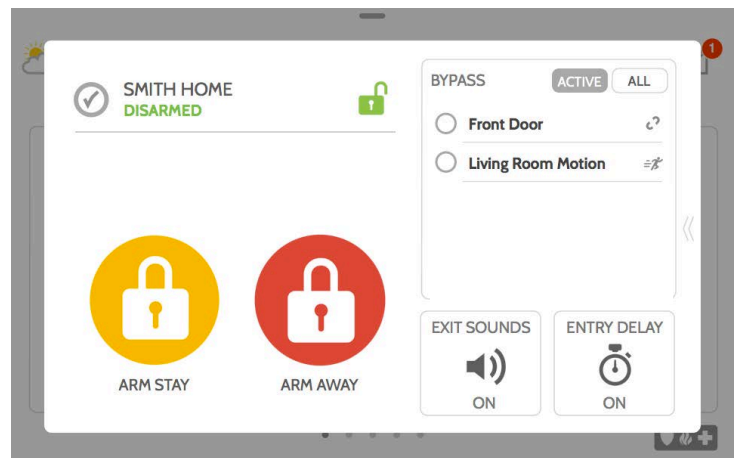 SMITH HOME
DISARMED
ARM STAY
ARM AWAY
BYPASS
ACTIVE
ALL
Front Door
Living Room Motion
EXIT SOUNDS
ON
ENTRY DELAY
ON
1